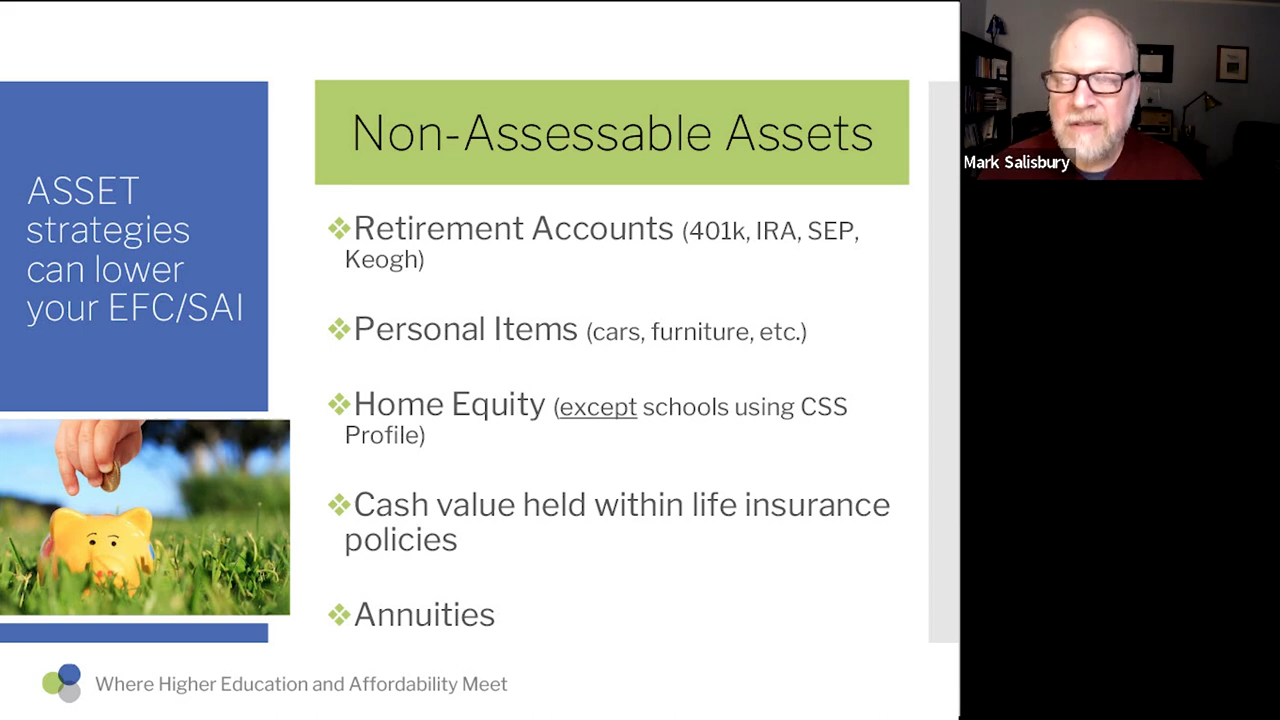 ASSET
strategies
can lower
your EFC/SAI
Non-Assessable Assets
❖Retirement Accounts (401k, IRA, SEP,
Keogh)
❖Personal Items (cars, furniture, etc.)
❖Home Equity (except schools using CSS
Profile)
❖Cash value held within life insurance
policies
❖Annuities
Where Higher Education and Affordability Meet
Mark Salisbury